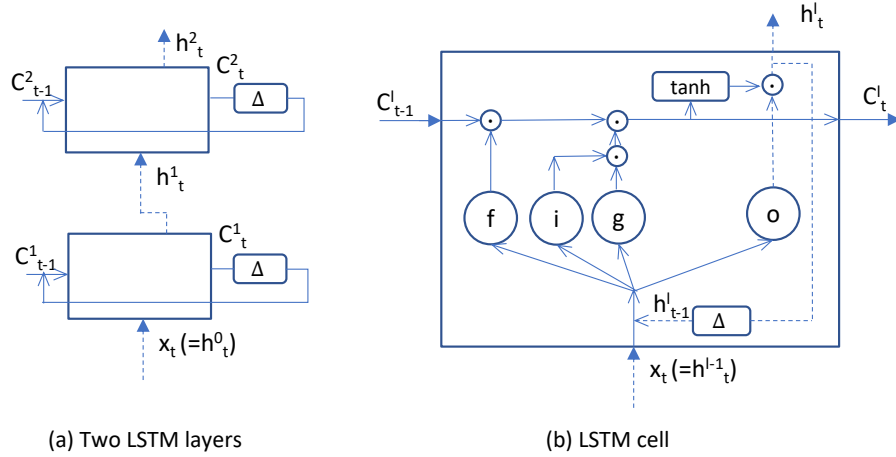 h²ₜ
C²ₜ₋₁
C²ₜ
Δ
h¹ₜ
C¹ₜ₋₁
C¹ₜ
Δ
xₜ (=h⁰ₜ)
(a) Two LSTM layers
hˡₜ
Cˡₜ₋₁
tanh
Cˡₜ
f
i
g
o
hˡₜ₋₁
Δ
xₜ (=hˡ⁻¹ₜ)
(b) LSTM cell